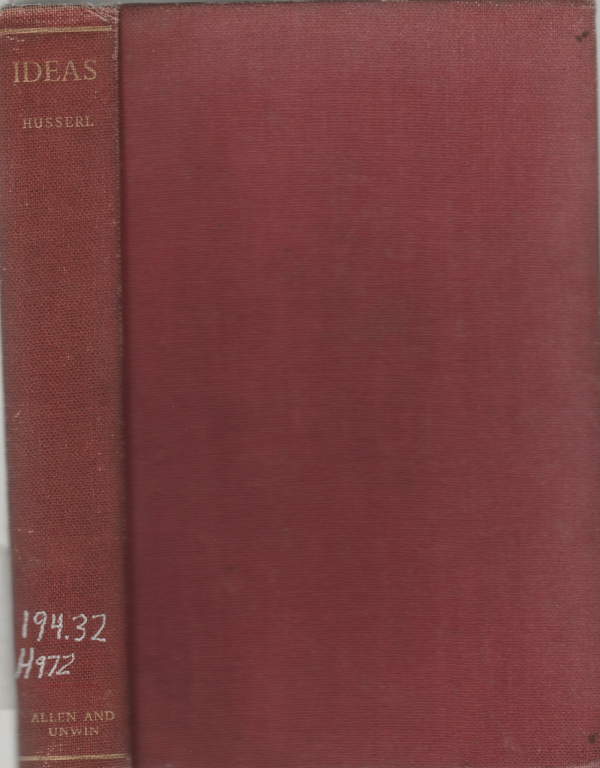 IDEAS
HUSSERL
194.32
H972
ALLEN AND
UNWIN